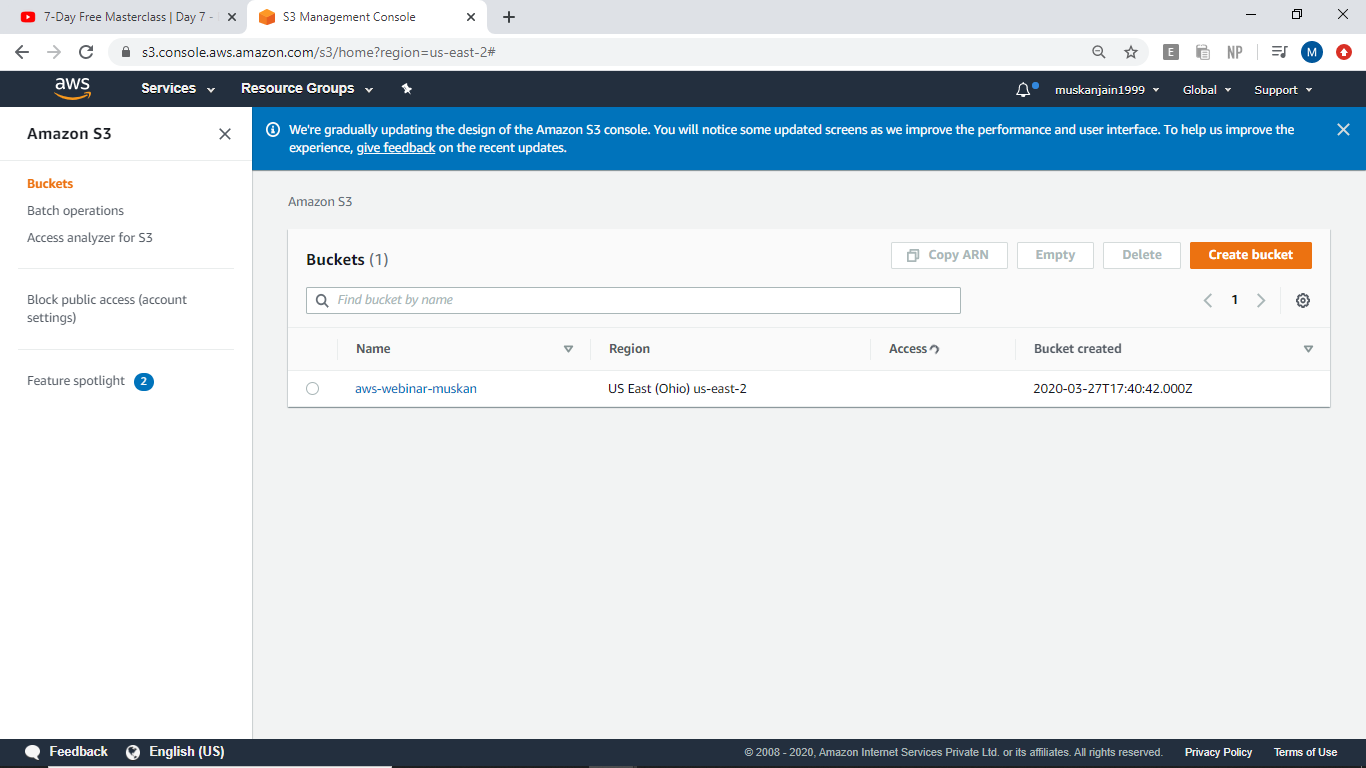 7-Day Free Masterclass | Day 7 -
S3 Management Console
s3.console.aws.amazon.com/s3/home?region=us-east-2#
E
NP
M
aws
Services
Resource Groups
muskanjain1999
Global
Support
Amazon S3
We're gradually updating the design of the Amazon S3 console. You will notice some updated screens as we improve the performance and user interface. To help us improve the
experience, give feedback on the recent updates.
Buckets
Batch operations
Access analyzer for S3
Block public access (account
settings)
Feature spotlight 2
Amazon S3
Buckets (1)
Copy ARN
Empty
Delete
Create bucket
Find bucket by name
1
Name
Region
Access
Bucket created
aws-webinar-muskan
US East (Ohio) us-east-2
2020-03-27T17:40:42.000Z
Feedback
English (US)
© 2008 - 2020, Amazon Internet Services Private Ltd. or its affiliates. All rights reserved.
Privacy Policy
Terms of Use